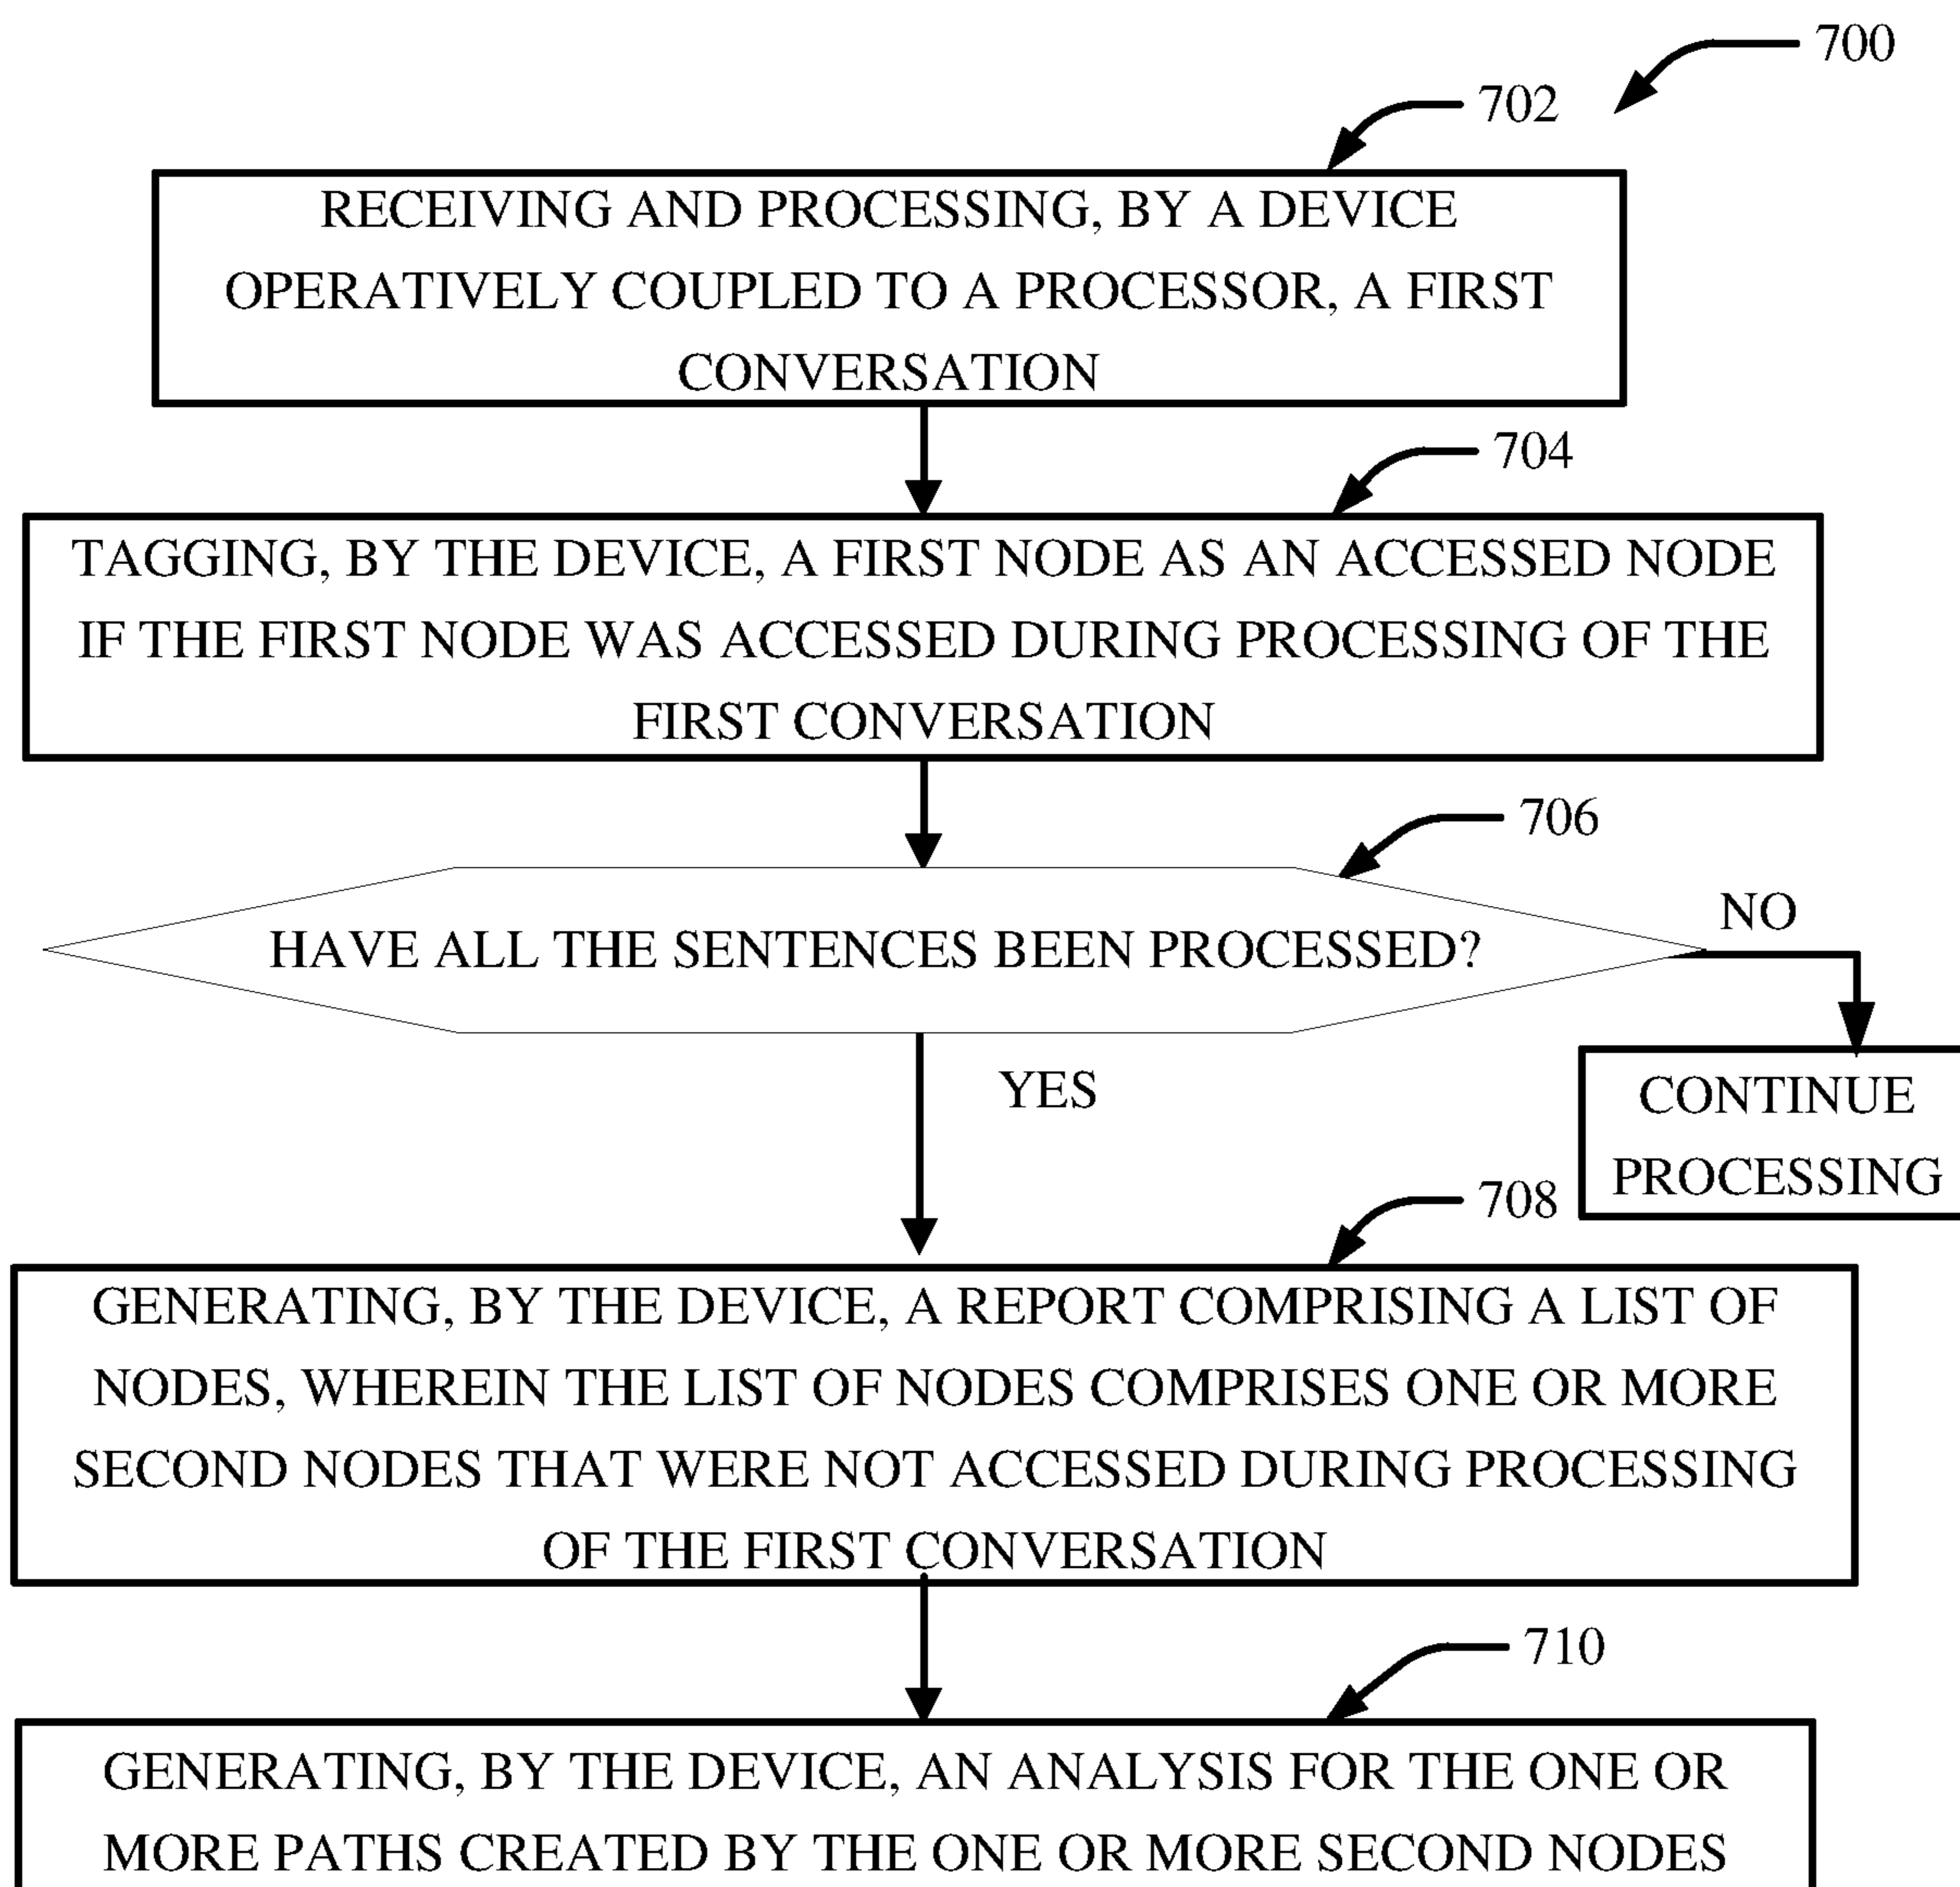 700
702
RECEIVING AND PROCESSING, BY A DEVICE
OPERATIVELY COUPLED TO A PROCESSOR, A FIRST
CONVERSATION
704
TAGGING, BY THE DEVICE, A FIRST NODE AS AN ACCESSED NODE
IF THE FIRST NODE WAS ACCESSED DURING PROCESSING OF THE
FIRST CONVERSATION
706
HAVE ALL THE SENTENCES BEEN PROCESSED?
NO
YES
CONTINUE
PROCESSING
708
GENERATING, BY THE DEVICE, A REPORT COMPRISING A LIST OF
NODES, WHEREIN THE LIST OF NODES COMPRISES ONE OR MORE
SECOND NODES THAT WERE NOT ACCESSED DURING PROCESSING
OF THE FIRST CONVERSATION
710
GENERATING, BY THE DEVICE, AN ANALYSIS FOR THE ONE OR
MORE PATHS CREATED BY THE ONE OR MORE SECOND NODES